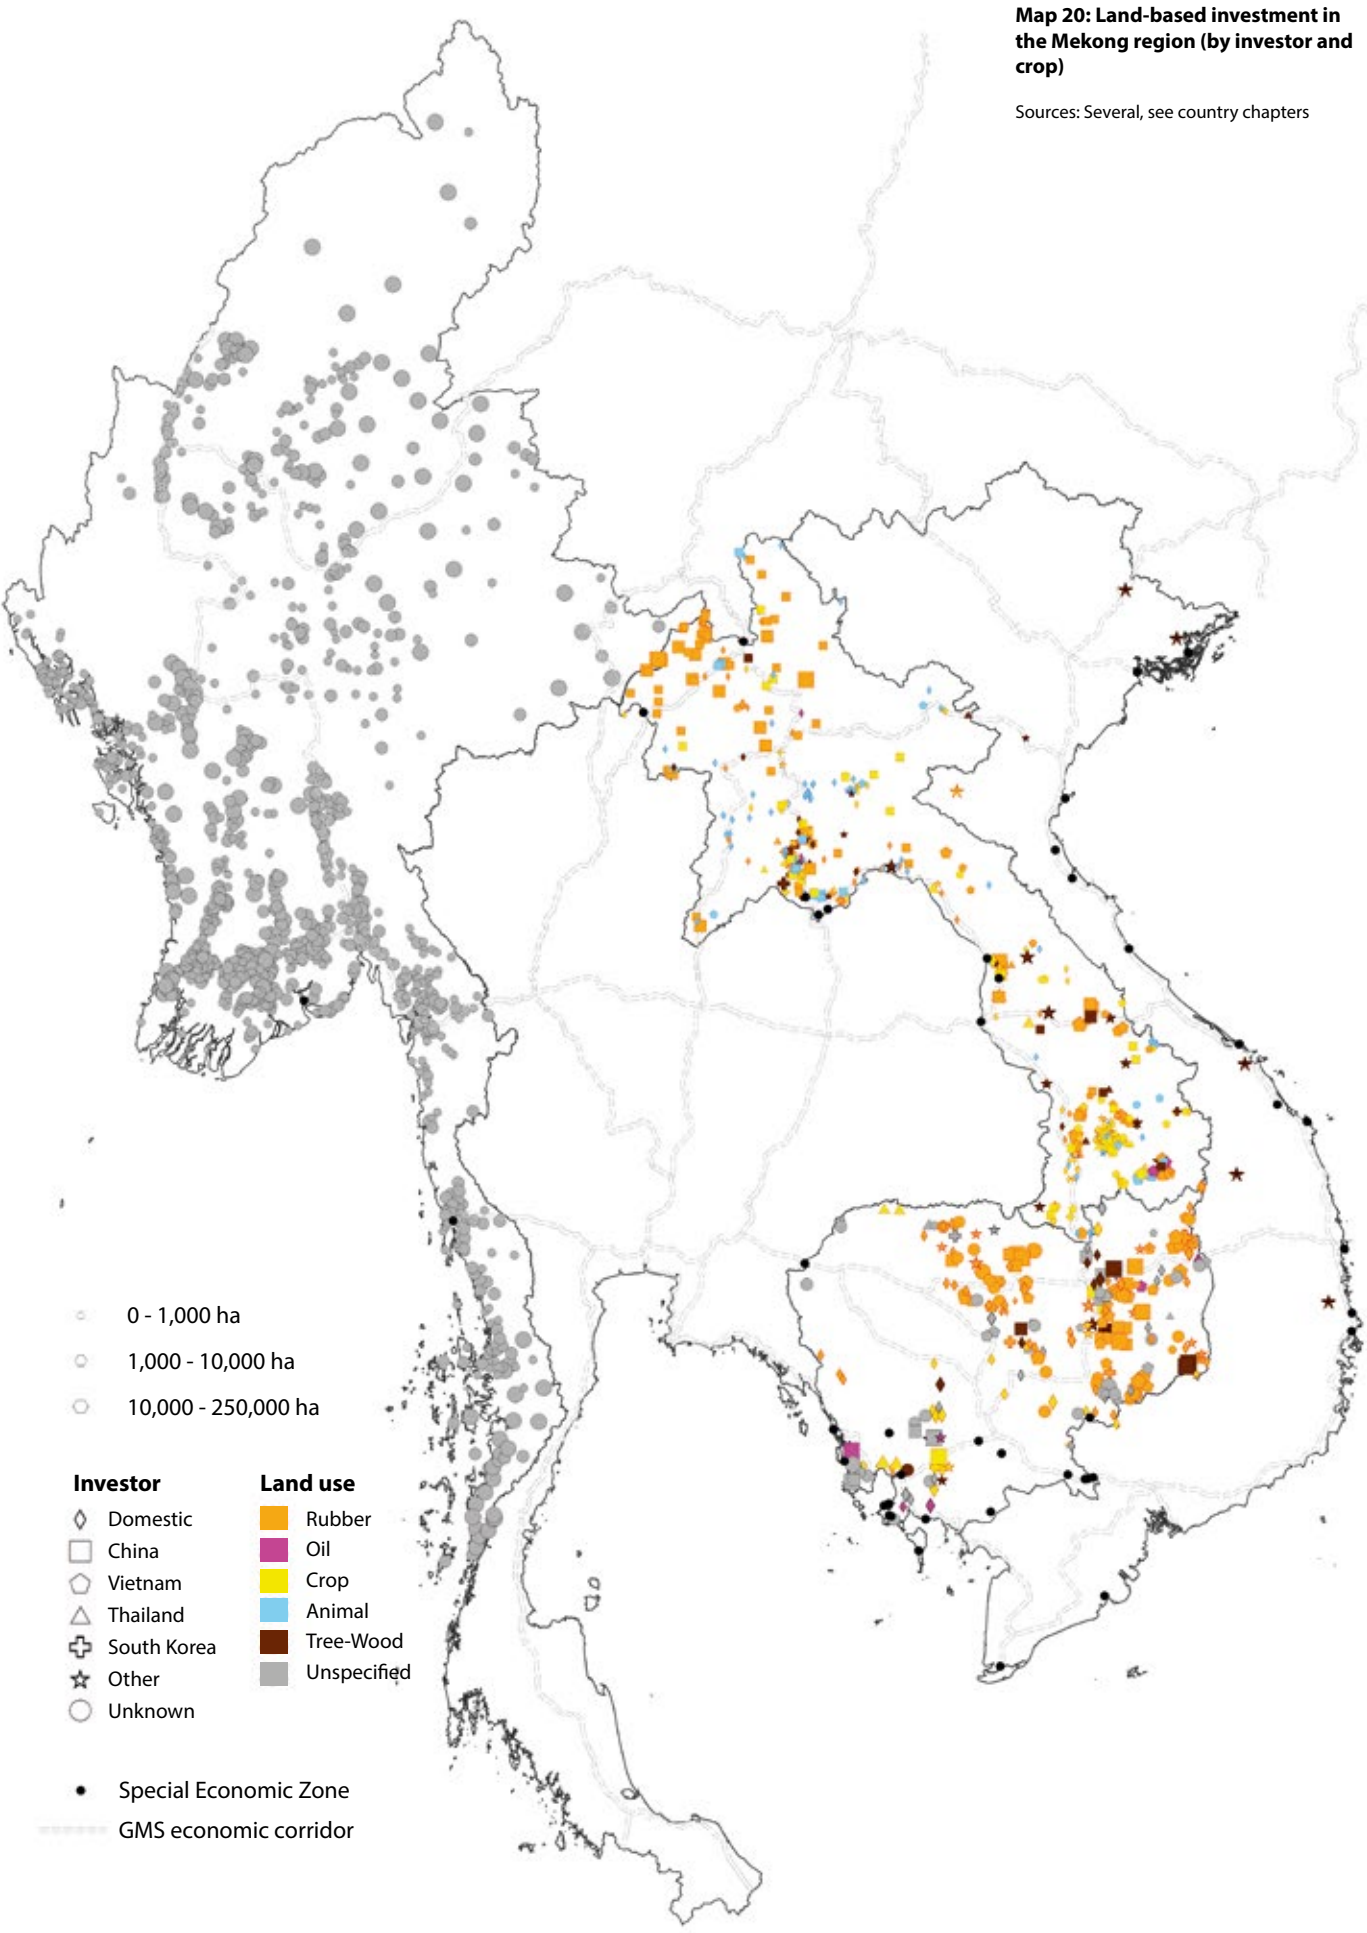 Map 20: Land-based investment in
the Mekong region (by investor and
crop)
Sources: Several, see country chapters
0 - 1,000 ha
1,000 - 10,000 ha
10,000 - 250,000 ha
Investor
Domestic
China
Vietnam
Thailand
South Korea
Other
Unknown
Land use
Rubber
Oil
Crop
Animal
Tree-Wood
Unspecified
Special Economic Zone
GMS economic corridor